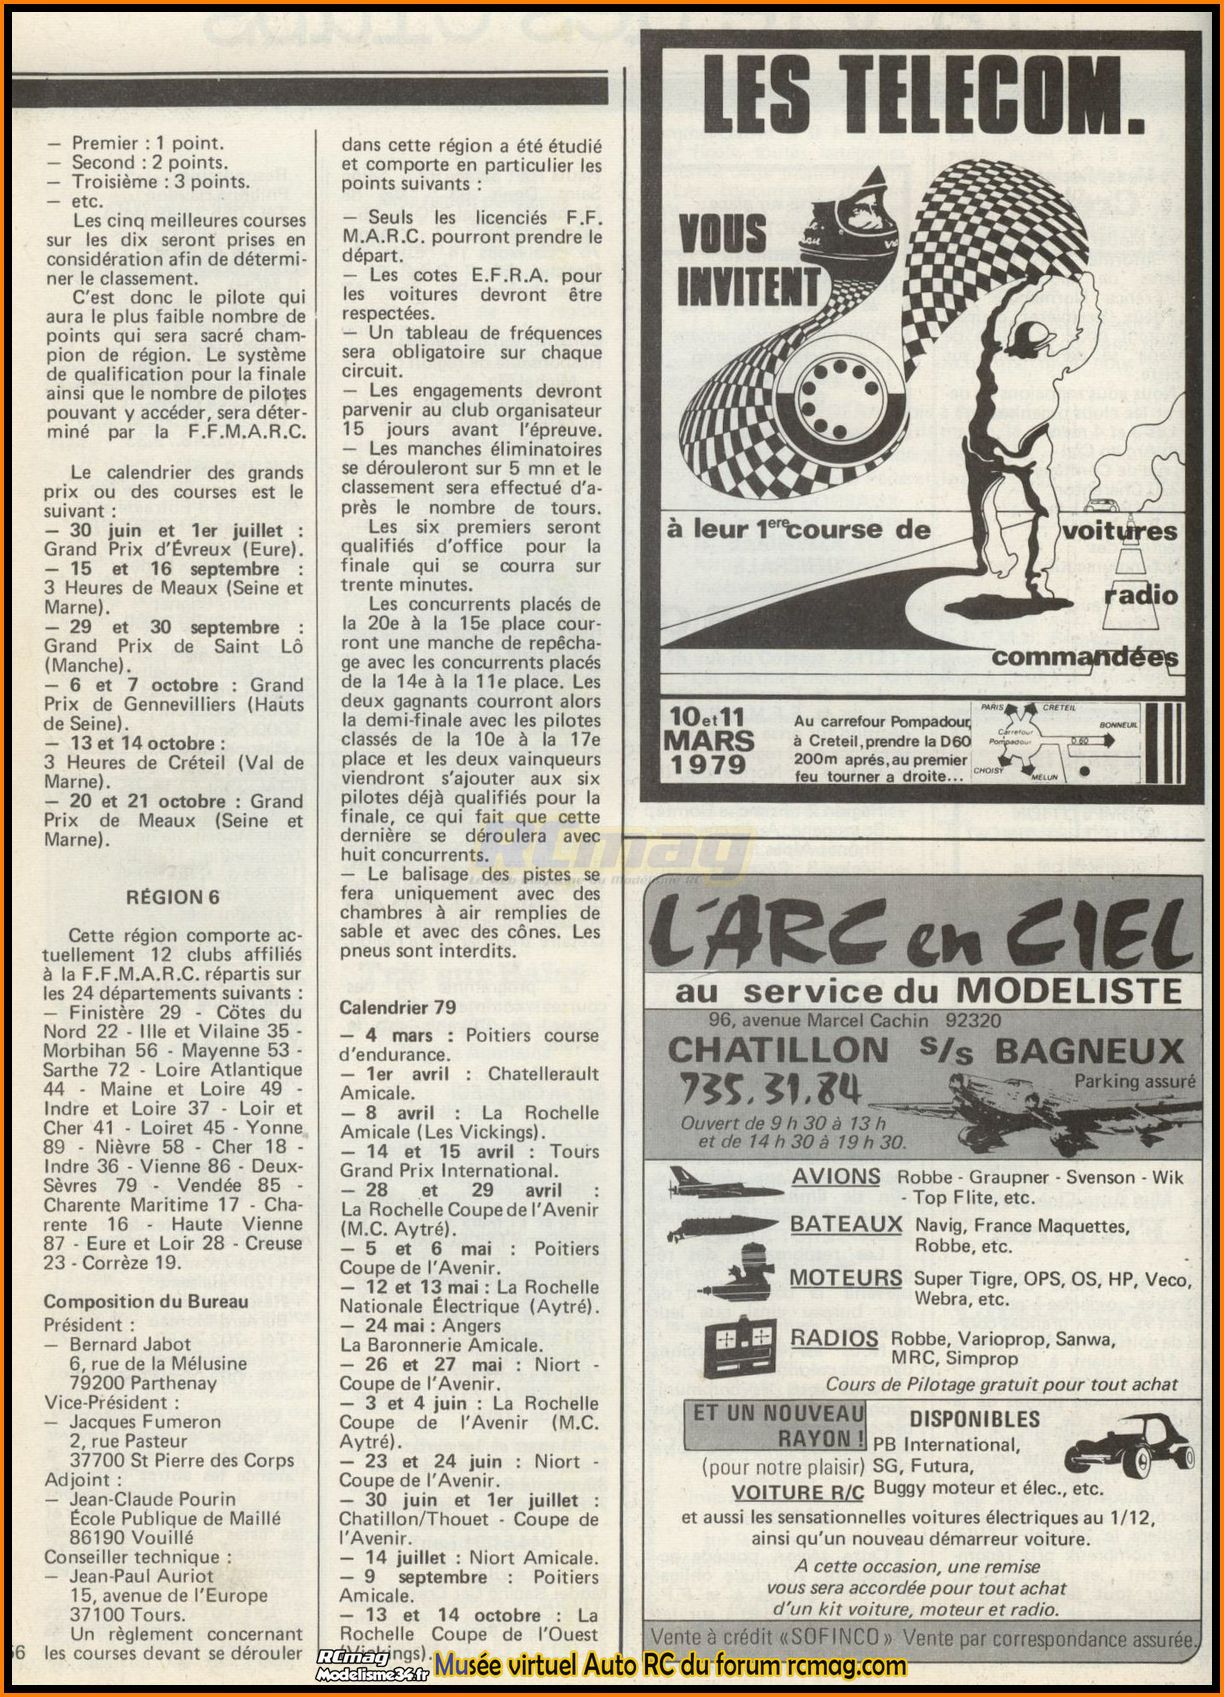 — Premier : 1 point.
— Second : 2 points.
— Troisième : 3 points.
— etc.
Les cinq meilleures courses
sur les dix seront prises en
considération afin de détermi-
ner le classement.
C'est donc le pilote qui
aura le plus faible nombre de
points qui sera sacré cham-
pion de région. Le système
de qualification pour la finale
ainsi que le nombre de pilotes
pouvant y accéder, sera déter-
miné par la F.F.M.A.R.C.
Le calendrier des grands
prix ou des courses est le
suivant :
— 30 juin et 1er juillet :
Grand Prix d'Évreux (Eure).
— 15 et 16 septembre :
3 Heures de Meaux (Seine et
Marne).
— 29 et 30 septembre :
Grand Prix de Saint Lô
(Manche).
— 6 et 7 octobre : Grand
Prix de Gennevilliers (Hauts
de Seine).
— 13 et 14 octobre :
3 Heures de Créteil (Val de
Marne).
— 20 et 21 octobre : Grand
Prix de Meaux (Seine et
Marne).
RÉGION 6
Cette région comporte ac-
tuellement 12 clubs affiliés
à la F.F.M.A.R.C. répartis sur
les 24 départements suivants :
— Finistère 29 - Côtes du
Nord 22 - Ille et Vilaine 35 -
Morbihan 56 - Mayenne 53 -
Sarthe 72 - Loire Atlantique
44 - Maine et Loire 49 -
Indre et Loire 37 - Loir et
Cher 41 - Loiret 45 - Yonne
89 - Nièvre 58 - Cher 18 -
Indre 36 - Vienne 86 - Deux-
Sèvres 79 - Vendée 85 -
Charente Maritime 17 - Cha-
rente 16 - Haute Vienne
87 - Eure et Loir 28 - Creuse
23 - Corrèze 19.
Composition du Bureau
Président :
— Bernard Jabot
6, rue de la Mélusine
79200 Parthenay
Vice-Président :
— Jacques Fumeron
2, rue Pasteur
37700 St Pierre des Corps
Adjoint :
— Jean-Claude Pourin
École Publique de Maillé
86190 Vouillé
Conseiller technique :
— Jean-Paul Auriot
15, avenue de l'Europe
37100 Tours.
Un règlement concernant
les courses devant se dérouler
dans cette région a été étudié
et comporte en particulier les
points suivants :
— Seuls les licenciés F.F.
M.A.R.C. pourront prendre le
départ.
— Les cotes E.F.R.A. pour
les voitures devront être
respectées.
— Un tableau de fréquences
sera obligatoire sur chaque
circuit.
— Les engagements devront
parvenir au club organisateur
15 jours avant l'épreuve.
— Les manches éliminatoires
se dérouleront sur 5 mn et le
classement sera effectué d'a-
près le nombre de tours.
Les six premiers seront
qualifiés d'office pour la
finale qui se courra sur
trente minutes.
Les concurrents placés de
la 20e à la 15e place cour-
ront une manche de repêcha-
ge avec les concurrents placés
de la 14e à la 11e place. Les
deux gagnants courront alors
la demi-finale avec les pilotes
classés de la 10e à la 17e
place et les deux vainqueurs
viendront s'ajouter aux six
pilotes déjà qualifiés pour la
finale, ce qui fait que cette
dernière se déroulera avec
huit concurrents.
— Le balisage des pistes se
fera uniquement avec des
chambres à air remplies de
sable et avec des cônes. Les
pneus sont interdits.
Calendrier 79
— 4 mars : Poitiers course
d'endurance.
— 1er avril : Chatellerault
Amicale.
— 8 avril : La Rochelle
Amicale (Les Vickings).
— 14 et 15 avril : Tours
Grand Prix International.
— 28 et 29 avril :
La Rochelle Coupe de l'Avenir
(M.C. Aytré).
— 5 et 6 mai : Poitiers
Coupe de l'Avenir.
— 12 et 13 mai : La Rochelle
Nationale Électrique (Aytré).
— 24 mai : Angers
La Baronnerie Amicale.
— 26 et 27 mai : Niort -
Coupe de l'Avenir.
— 3 et 4 juin : La Rochelle
Coupe de l'Avenir (M.C.
Aytré).
— 23 et 24 juin : Niort -
Coupe de l'Avenir.
— 30 juin et 1er juillet :
Chatillon/Thouet - Coupe de
l'Avenir.
— 14 juillet : Niort Amicale.
— 9 septembre : Poitiers
Amicale.
— 13 et 14 octobre : La
Rochelle Coupe de l'Ouest
LES TELECOM.
VOUS
INVITENT
à leur 1ere course de voitures
radio
commandées
10 et 11
MARS
1979
Au carrefour Pompadour,
à Creteil, prendre la D60
200m aprés, au premier
feu tourner a droite...
PARIS
CRETEIL
BONNEUIL
Carrefour
Pompadour
D.60
CHOISY
MELUN
RCmag
L'ARC en CIEL
au service du MODELISTE
96, avenue Marcel Cachin 92320
CHATILLON s/s BAGNEUX
735.31.84
Parking assuré
Ouvert de 9 h 30 à 13 h
et de 14 h 30 à 19 h 30.
AVIONS Robbe - Graupner - Svenson - Wik
- Top Flite, etc.
BATEAUX Navig, France Maquettes,
Robbe, etc.
MOTEURS Super Tigre, OPS, OS, HP, Veco,
Webra, etc.
RADIOS Robbe, Varioprop, Sanwa,
MRC, Simprop
Cours de Pilotage gratuit pour tout achat
ET UN NOUVEAU
RAYON !
(pour notre plaisir)
VOITURE R/C
DISPONIBLES
PB International,
SG, Futura,
Buggy moteur et élec., etc.
et aussi les sensationnelles voitures électriques au 1/12,
ainsi qu'un nouveau démarreur voiture.
A cette occasion, une remise
vous sera accordée pour tout achat
d'un kit voiture, moteur et radio.
Vente à crédit «SOFINCO» Vente par correspondance assurée.
RCmag
Modelisme34.fr
Musée virtuel Auto RC du forum rcmag.com